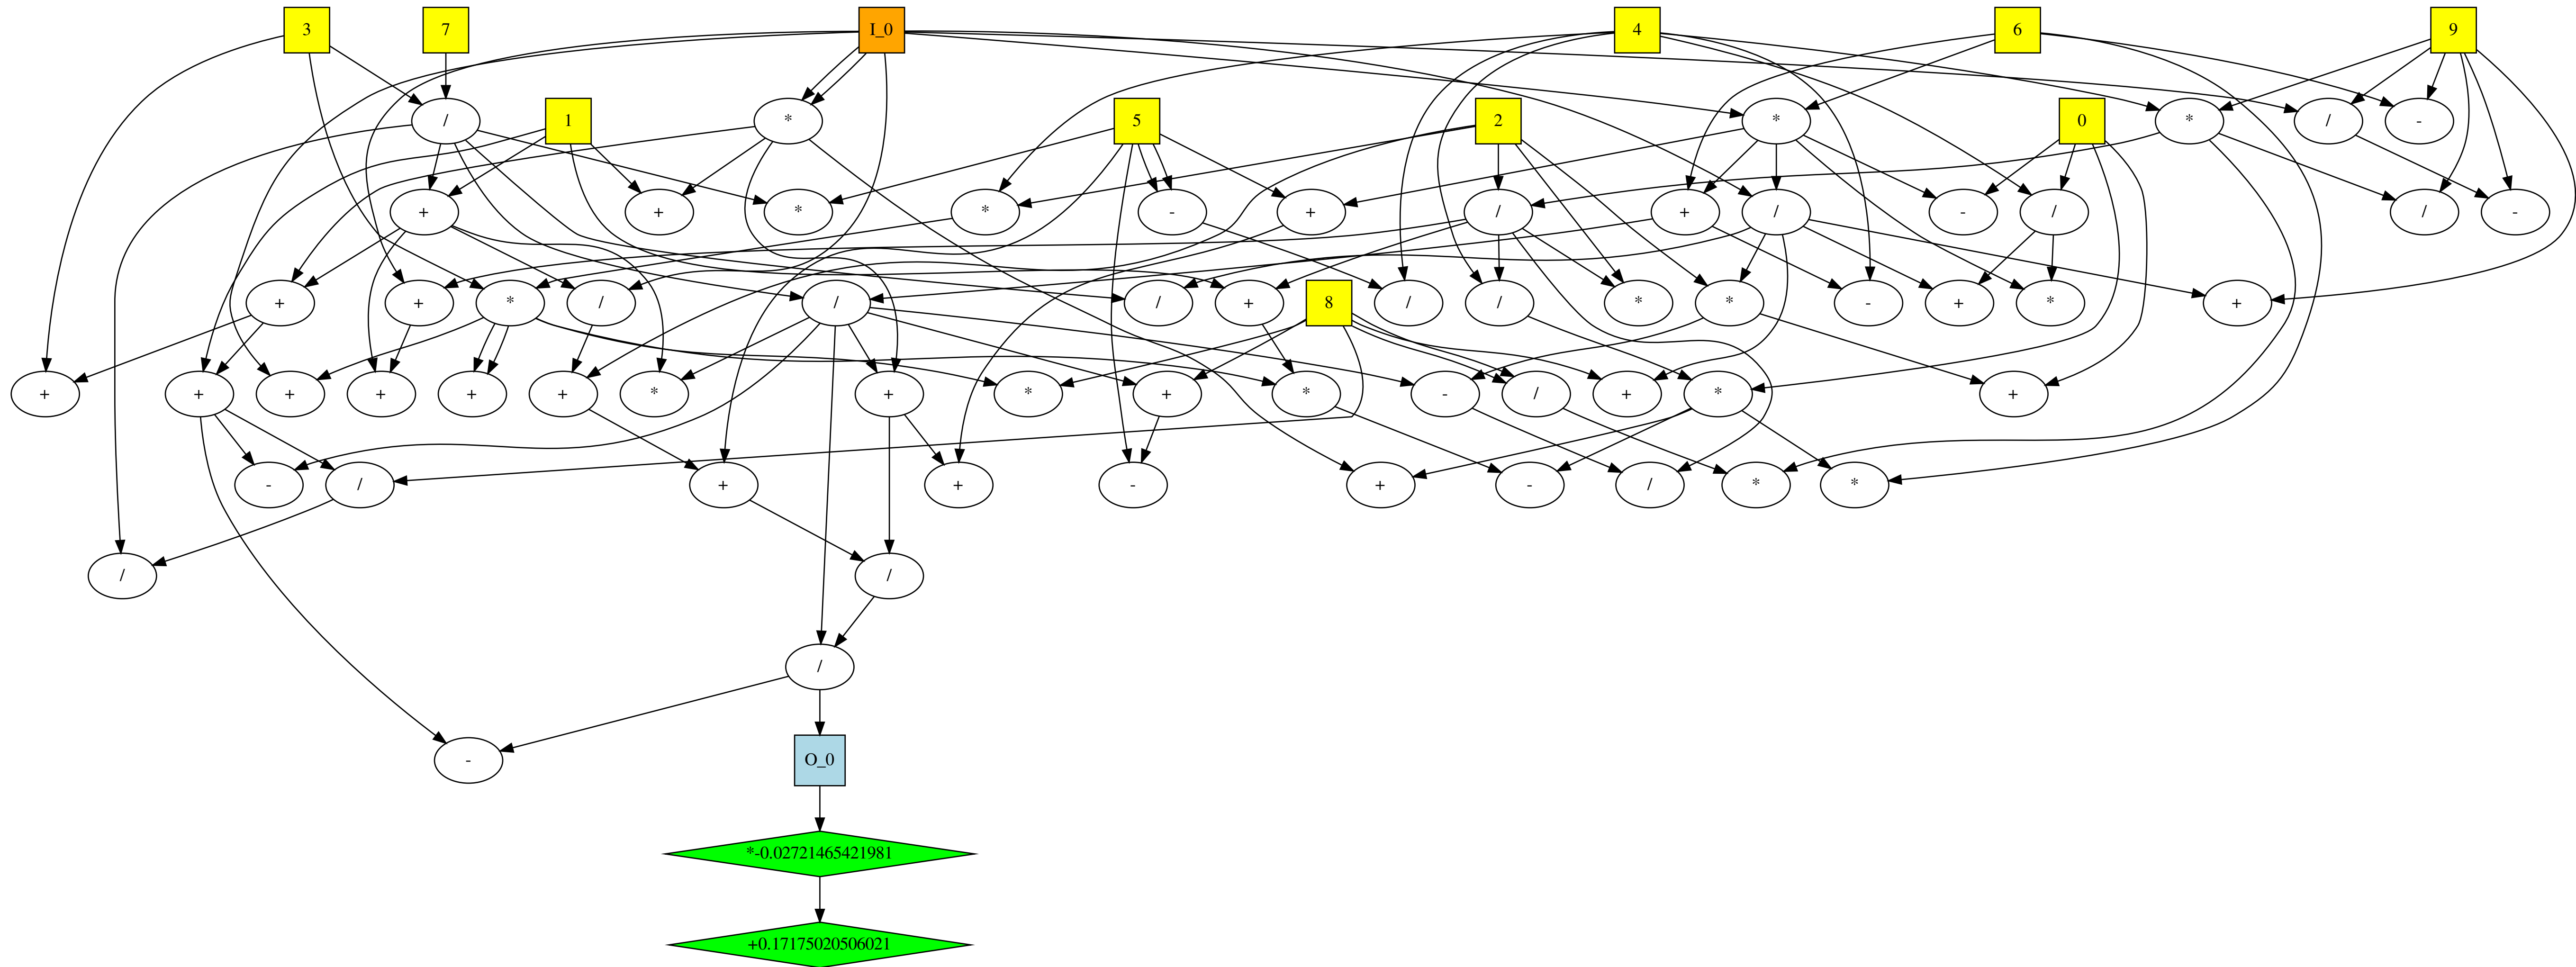 3 7 I_0 4 6 9
/ 1 * 5 2 * 0 * / -
+ + * * - + / + / - / / -
+ + * / / / + 8 / / * * - + * +
+ + + + + + * + * + * - / + * +
- / + + - + - / * *
/ /
/
- O_0
*-0.02721465421981
+0.17175020506021